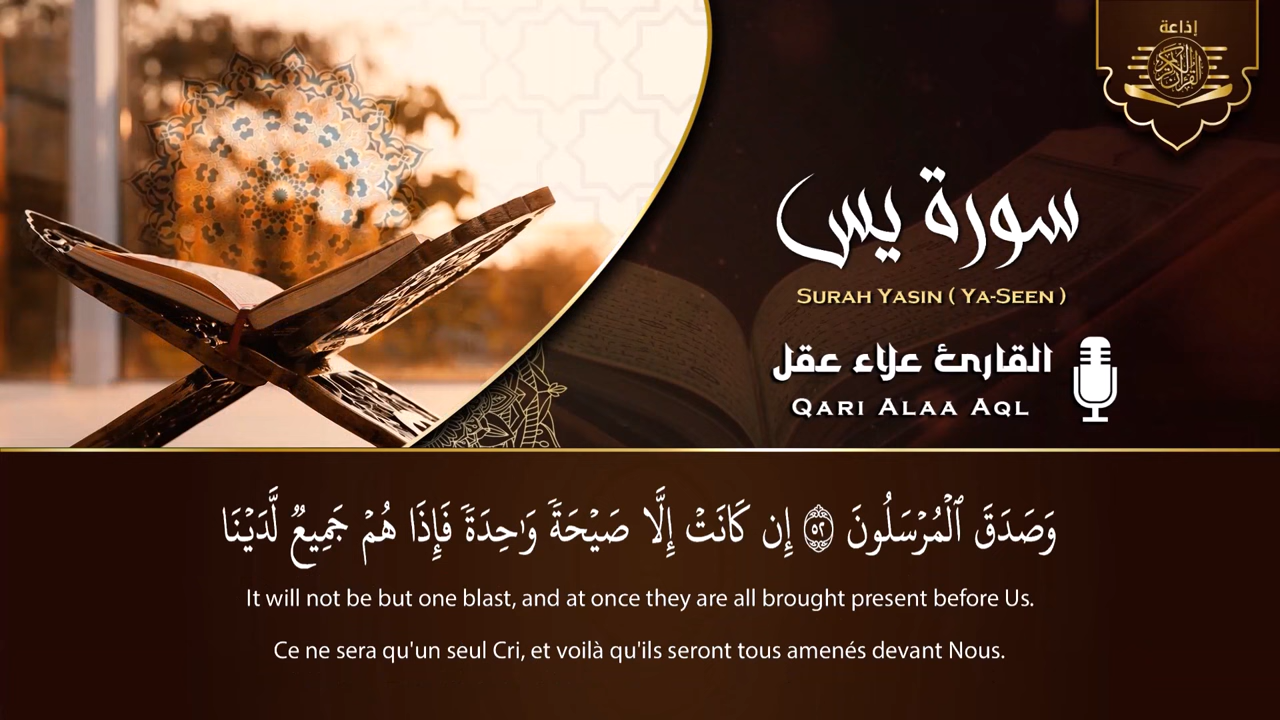 إذاعة
القرآن الكريم
سورة يس
SURAH YASIN ( YA-SEEN )
القارئ علاء عقل
QARI ALAA AQL
وَصَدَقَ ٱلْمُرْسَلُونَ ۝٥٢ إِن كَانَتْ إِلَّا صَيْحَةً وَٰحِدَةً فَإِذَا هُمْ جَمِيعٌ لَّدَيْنَا
It will not be but one blast, and at once they are all brought present before Us.
Ce ne sera qu'un seul Cri, et voilà qu'ils seront tous amenés devant Nous.